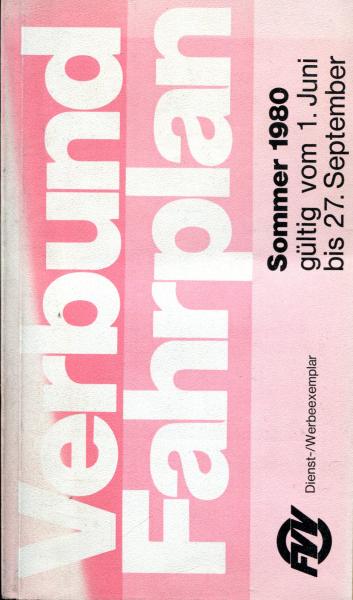 Verbund
Fahrplan
Sommer 1980
gültig vom 1. Juni
bis 27. September
FVV
Dienst-/Werbeexemplar